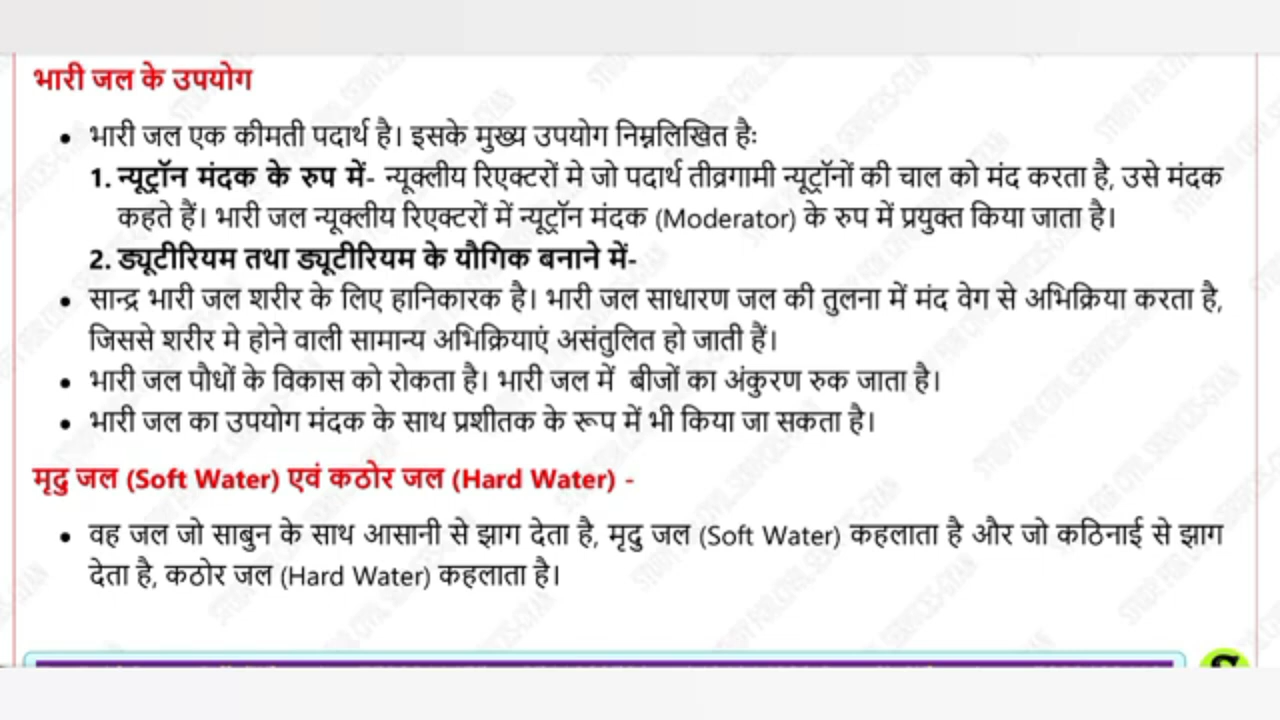 भारी जल के उपयोग
• भारी जल एक कीमती पदार्थ है। इसके मुख्य उपयोग निम्नलिखित हैः
1. न्यूट्रॉन मंदक के रुप में- न्यूक्लीय रिएक्टरों मे जो पदार्थ तीव्रगामी न्यूट्रॉनों की चाल को मंद करता है, उसे मंदक
कहते हैं। भारी जल न्यूक्लीय रिएक्टरों में न्यूट्रॉन मंदक (Moderator) के रुप में प्रयुक्त किया जाता है।
2. ड्यूटीरियम तथा ड्यूटीरियम के यौगिक बनाने में-
• सान्द्र भारी जल शरीर के लिए हानिकारक है। भारी जल साधारण जल की तुलना में मंद वेग से अभिक्रिया करता है,
जिससे शरीर मे होने वाली सामान्य अभिक्रियाएं असंतुलित हो जाती हैं।
• भारी जल पौधों के विकास को रोकता है। भारी जल में बीजों का अंकुरण रुक जाता है।
• भारी जल का उपयोग मंदक के साथ प्रशीतक के रूप में भी किया जा सकता है।
मृदु जल (Soft Water) एवं कठोर जल (Hard Water) -
• वह जल जो साबुन के साथ आसानी से झाग देता है, मृदु जल (Soft Water) कहलाता है और जो कठिनाई से झाग
देता है, कठोर जल (Hard Water) कहलाता है।